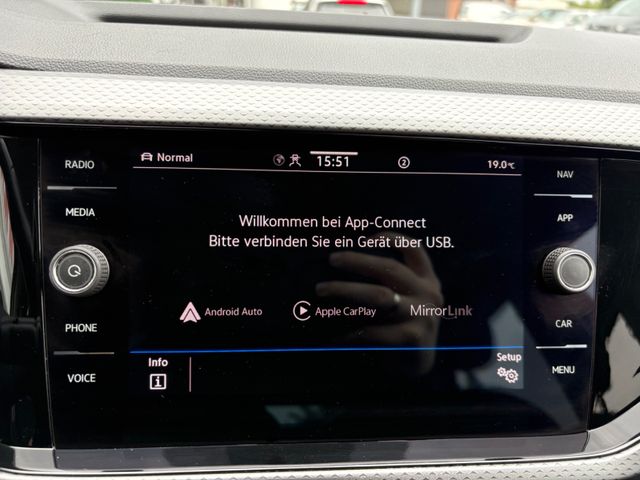 RADIO
MEDIA
PHONE
VOICE
Normal
15:51
2
19.0°C
Willkommen bei App-Connect
Bitte verbinden Sie ein Gerät über USB.
Android Auto
Apple CarPlay
MirrorLink
Info
i
Setup
NAV
APP
CAR
MENU